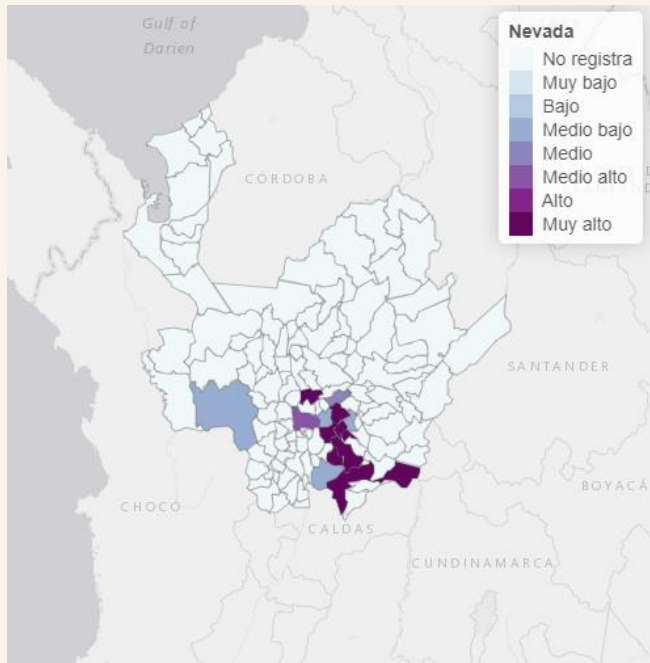 Gulf of
Darien
Nevada
No registra
Muy bajo
Bajo
Medio bajo
Medio
Medio alto
Alto
Muy alto
CÓRDOBA
SANTANDER
BOYACÁ
CHOCÓ
CALDAS
CUNDINAMARCA